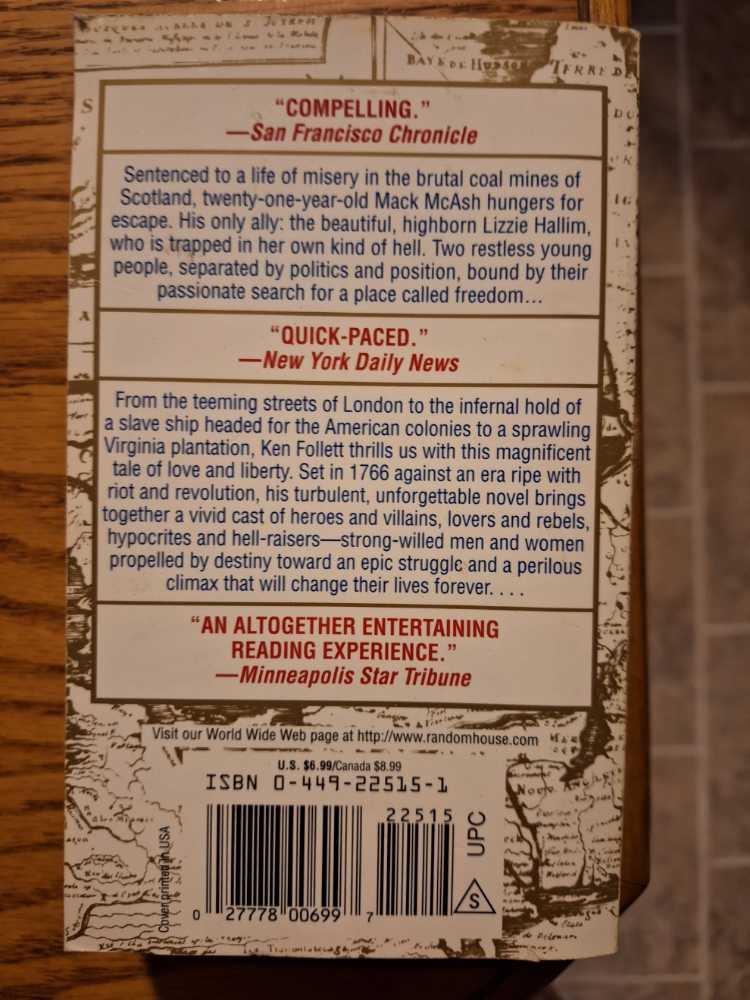 BAYE DE HUDSON
TERRE DE
"COMPELLING."
—San Francisco Chronicle
Sentenced to a life of misery in the brutal coal mines of
Scotland, twenty-one-year-old Mack McAsh hungers for
escape. His only ally: the beautiful, highborn Lizzie Hallim,
who is trapped in her own kind of hell. Two restless young
people, separated by politics and position, bound by their
passionate search for a place called freedom...
"QUICK-PACED."
—New York Daily News
From the teeming streets of London to the infernal hold of
a slave ship headed for the American colonies to a sprawling
Virginia plantation, Ken Follett thrills us with this magnificent
tale of love and liberty. Set in 1766 against an era ripe with
riot and revolution, his turbulent, unforgettable novel brings
together a vivid cast of heroes and villains, lovers and rebels,
hypocrites and hell-raisers—strong-willed men and women
propelled by destiny toward an epic struggle and a perilous
climax that will change their lives forever. . . .
"AN ALTOGETHER ENTERTAINING
READING EXPERIENCE."
—Minneapolis Star Tribune
Visit our World Wide Web page at http://www.randomhouse.com
U.S. $6.99/Canada $8.99
ISBN 0-449-22515-1
22515
UPC
S
Cover printed in USA
0 27778 00699 7